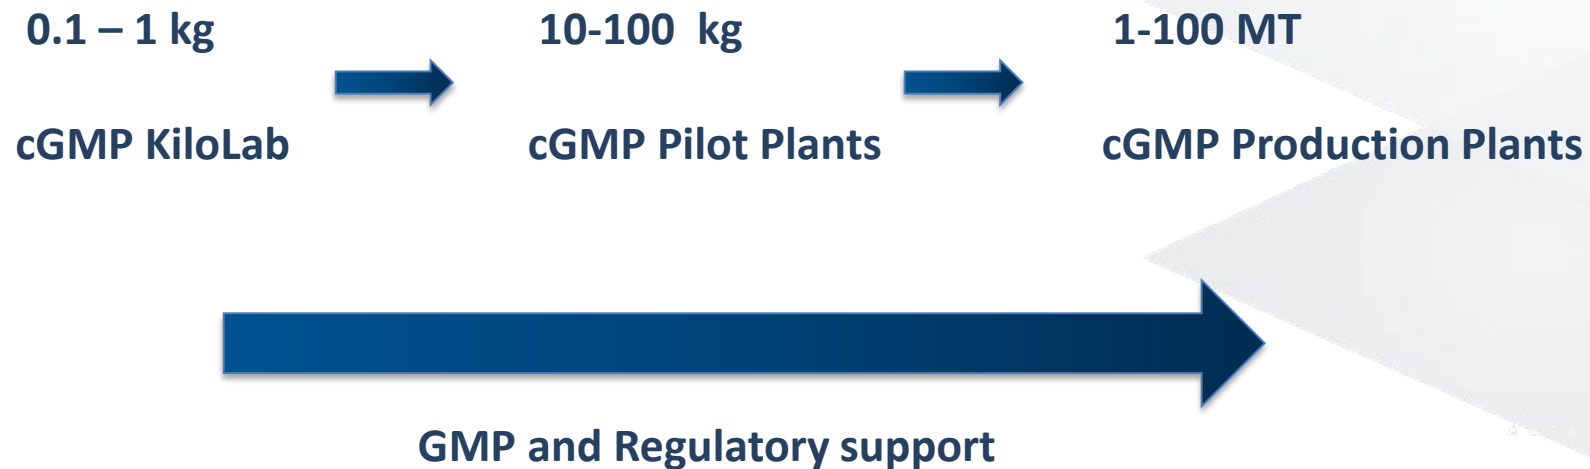 0.1 – 1 kg
10-100 kg
1-100 MT
cGMP KiloLab
cGMP Pilot Plants
cGMP Production Plants
GMP and Regulatory support